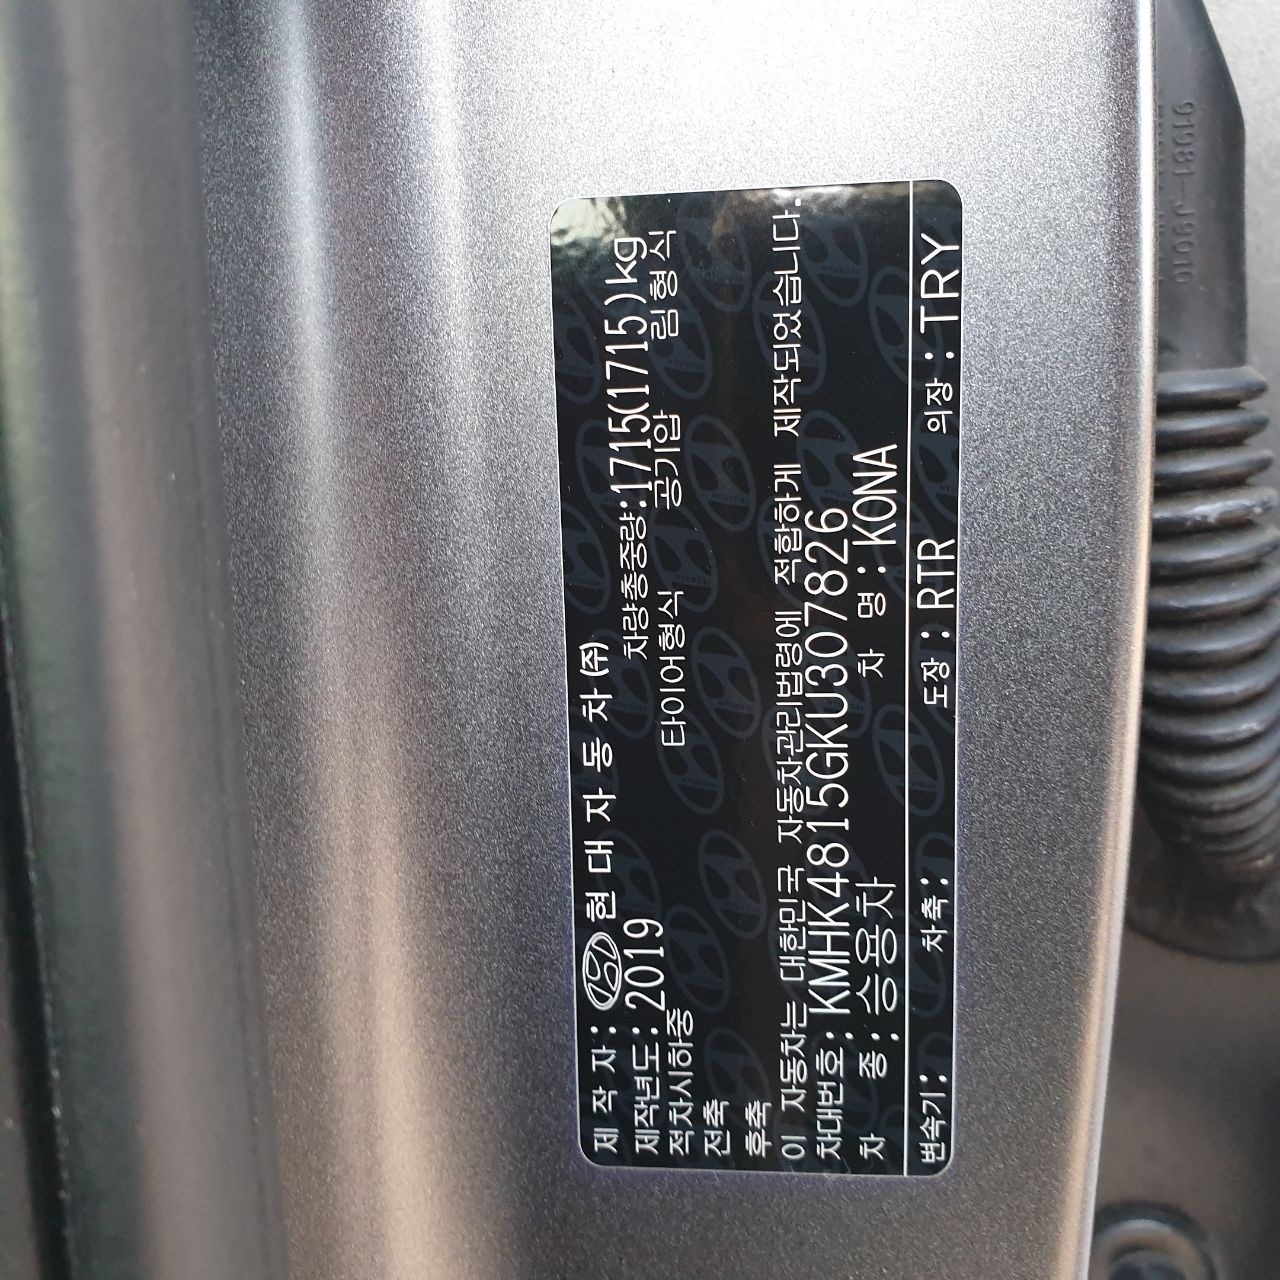 제 작 자 : 현 대 자 동 차 (주)
제작년도 : 2019 차량총중량 : 1715(1715)kg
적차시하중 타이어형식 공기압 림형식
전축
후축
이 자동차는 대한민국 자동차관리법령에 적합하게 제작되었습니다.
차대번호 : KMHK4815GKU307826
차 종 : 승용차 차 명 : KONA
변속기 : 차축 : 도장 : RTR 의장 : TRY
91981-J9010